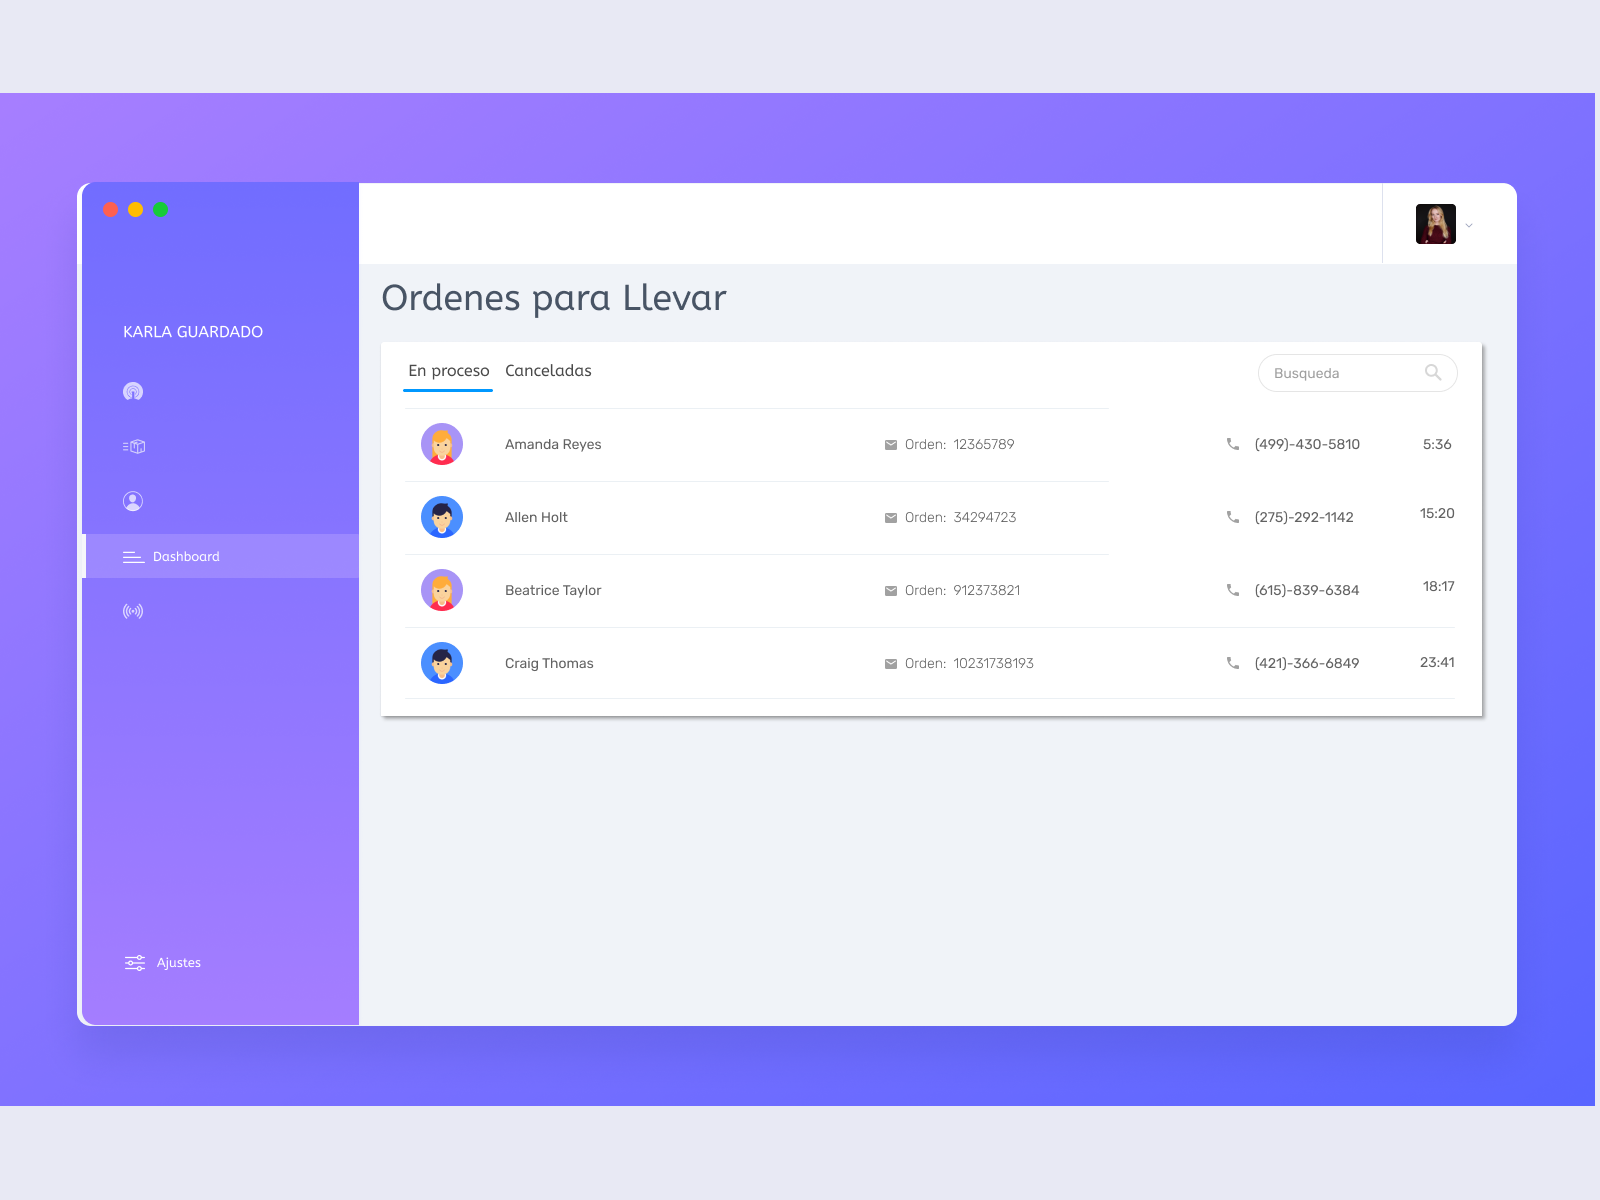 KARLA GUARDADO
Dashboard
Ajustes
Ordenes para Llevar
En proceso Canceladas Busqueda
Amanda Reyes Orden: 12365789 (499)-430-5810 5:36
Allen Holt Orden: 34294723 (275)-292-1142 15:20
Beatrice Taylor Orden: 912373821 (615)-839-6384 18:17
Craig Thomas Orden: 10231738193 (421)-366-6849 23:41